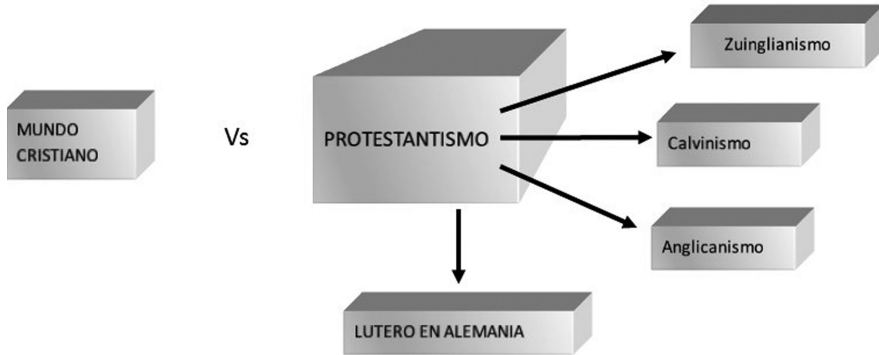 MUNDO
CRISTIANO
Vs
PROTESTANTISMO
Zuinglianismo
Calvinismo
Anglicanismo
LUTERO EN ALEMANIA